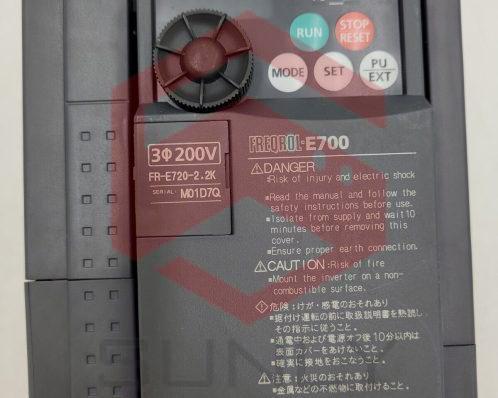 RUN
STOP
RESET
MODE
SET
PU
EXT
3Φ 200V
FR-E720-2.2K
SERIAL:
M01D7Q
FREQROL-E700
⚠DANGER
:Risk of injury and electric shock
■Read the manual and follow the
safety instructions before use.
■Isolate from supply and wait 10
minutes before removing this
cover.
■Ensure proper earth connection.
⚠CAUTION :Risk of fire
■Mount the inverter on a non-
combustible surface.
危険：けが・感電のおそれあり
■据付け運転の前に取扱説明書を熟読し
その指示に従うこと。
■通電中および電源オフ後10分以内は
表面カバーをあけないこと。
■確実に接地をおこなうこと。
⚠注意：火災のおそれあり
■金属などの不燃物に取付けること。